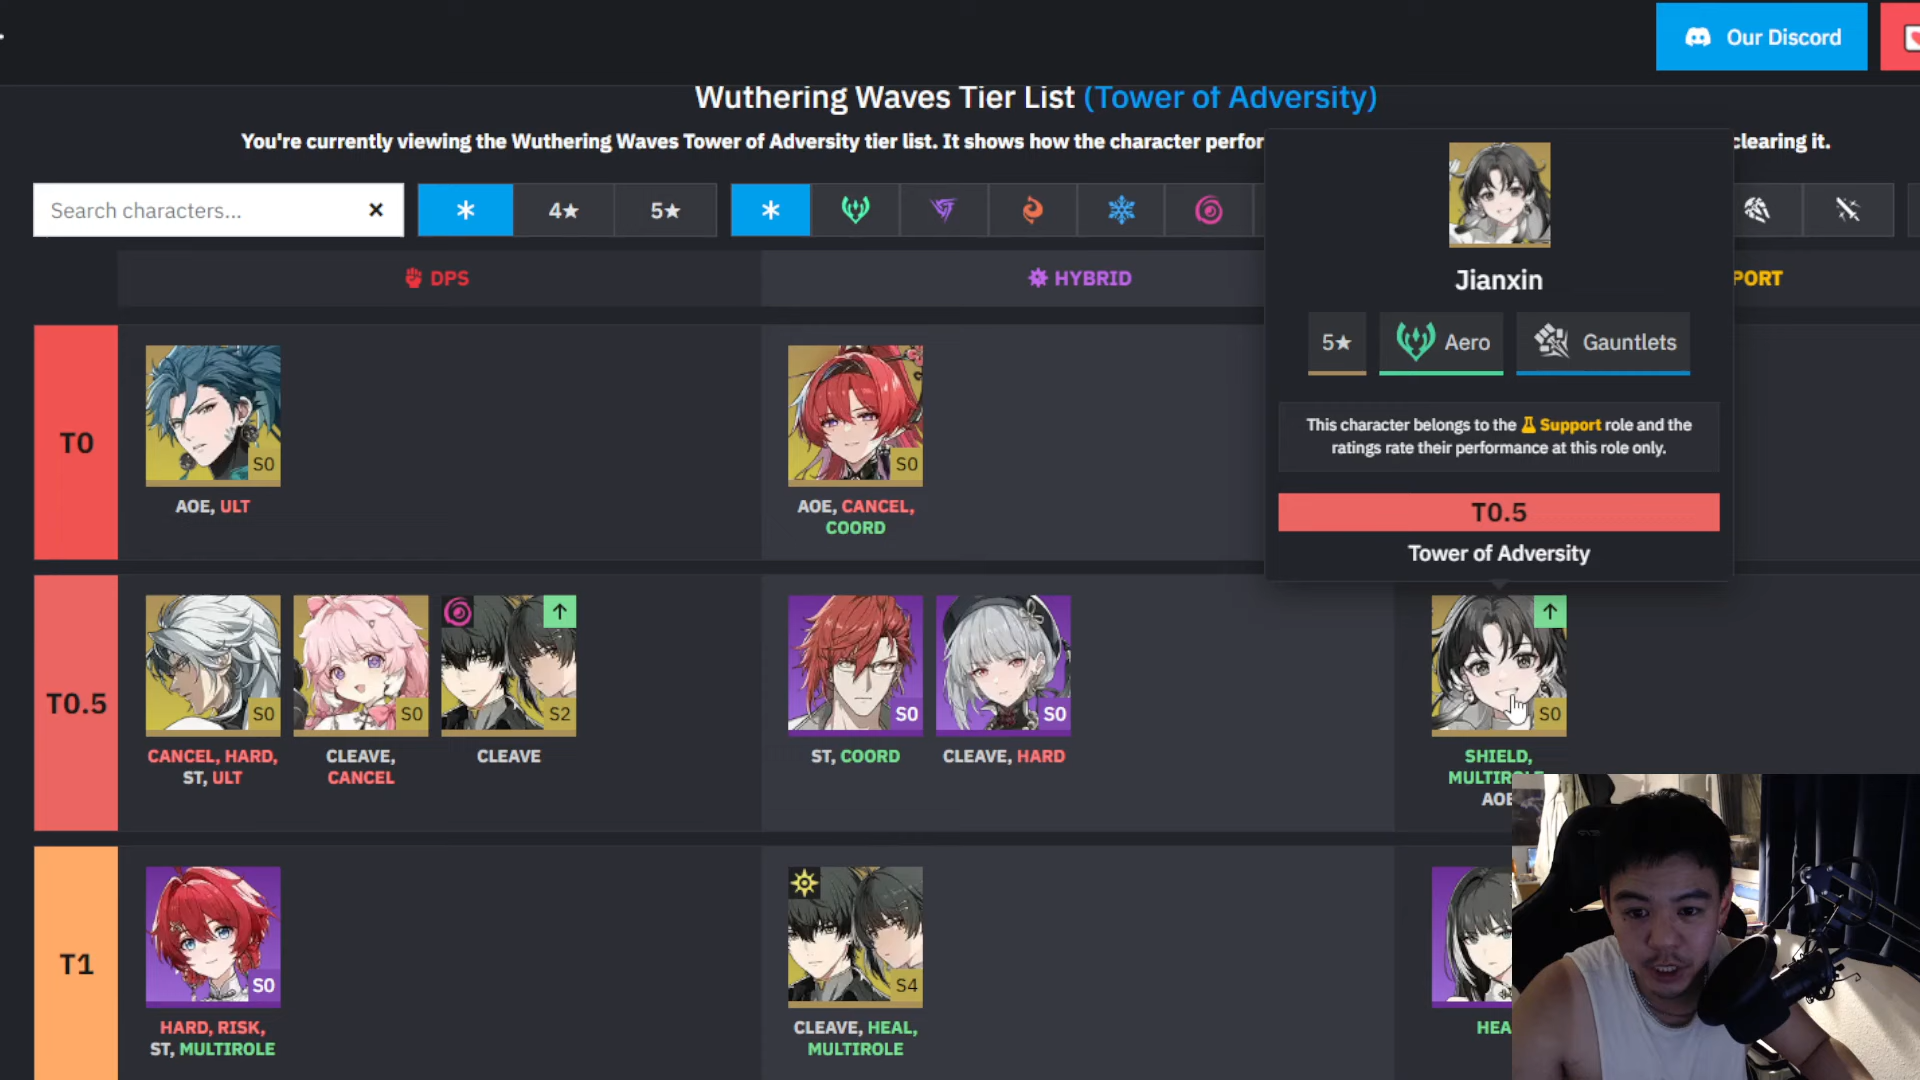 Our Discord
Wuthering Waves Tier List (Tower of Adversity)
You're currently viewing the Wuthering Waves Tower of Adversity tier list. It shows how the character perfor
clearing it.
Search characters...
4★
5★
DPS
HYBRID
PORT
Jianxin
5★
Aero
Gauntlets
This character belongs to the Support role and the
ratings rate their performance at this role only.
T0.5
Tower of Adversity
T0
S0
AOE, ULT
S0
AOE, CANCEL,
COORD
T0.5
S0
CANCEL, HARD,
ST, ULT
S0
CLEAVE,
CANCEL
S2
CLEAVE
S0
ST, COORD
S0
CLEAVE, HARD
S0
SHIELD,
MULTIROLE
AOE
T1
S0
HARD, RISK,
ST, MULTIROLE
S4
CLEAVE, HEAL,
MULTIROLE
HEA